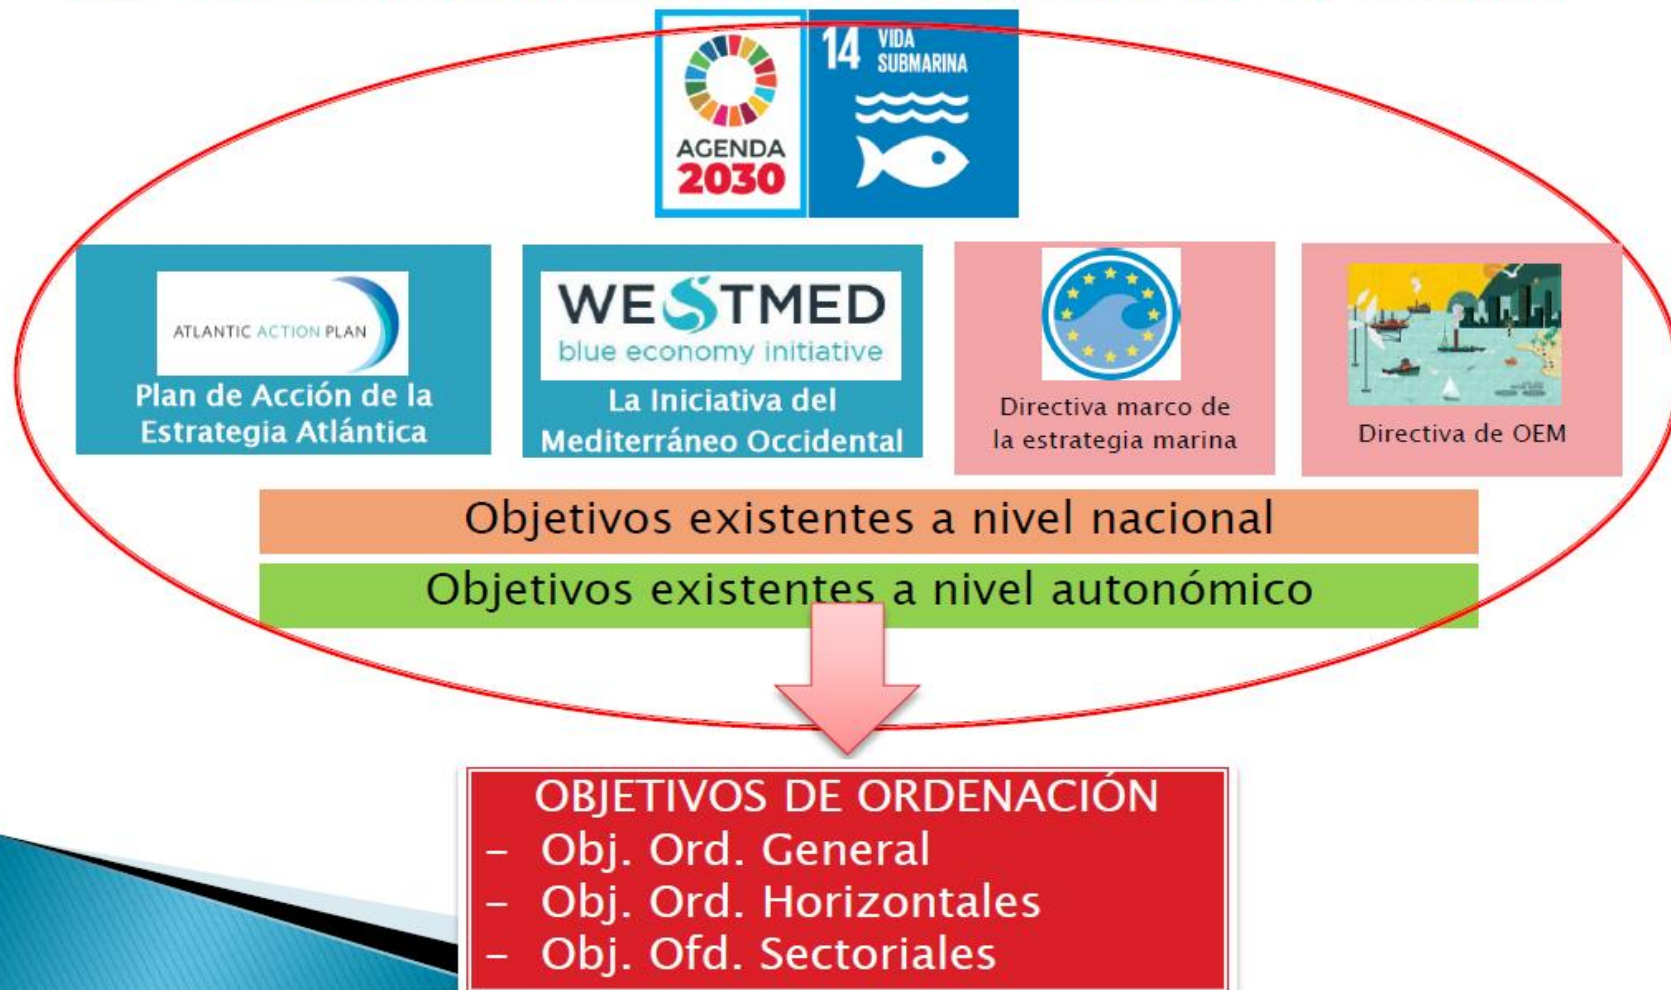 14 VIDA
SUBMARINA
AGENDA
2030
ATLANTIC ACTION PLAN
Plan de Acción de la
Estrategia Atlántica
WESTMED
blue economy initiative
La Iniciativa del
Mediterráneo Occidental
Directiva marco de
la estrategia marina
Directiva de OEM
Objetivos existentes a nivel nacional
Objetivos existentes a nivel autonómico
OBJETIVOS DE ORDENACIÓN
- Obj. Ord. General
- Obj. Ord. Horizontales
- Obj. Ofd. Sectoriales